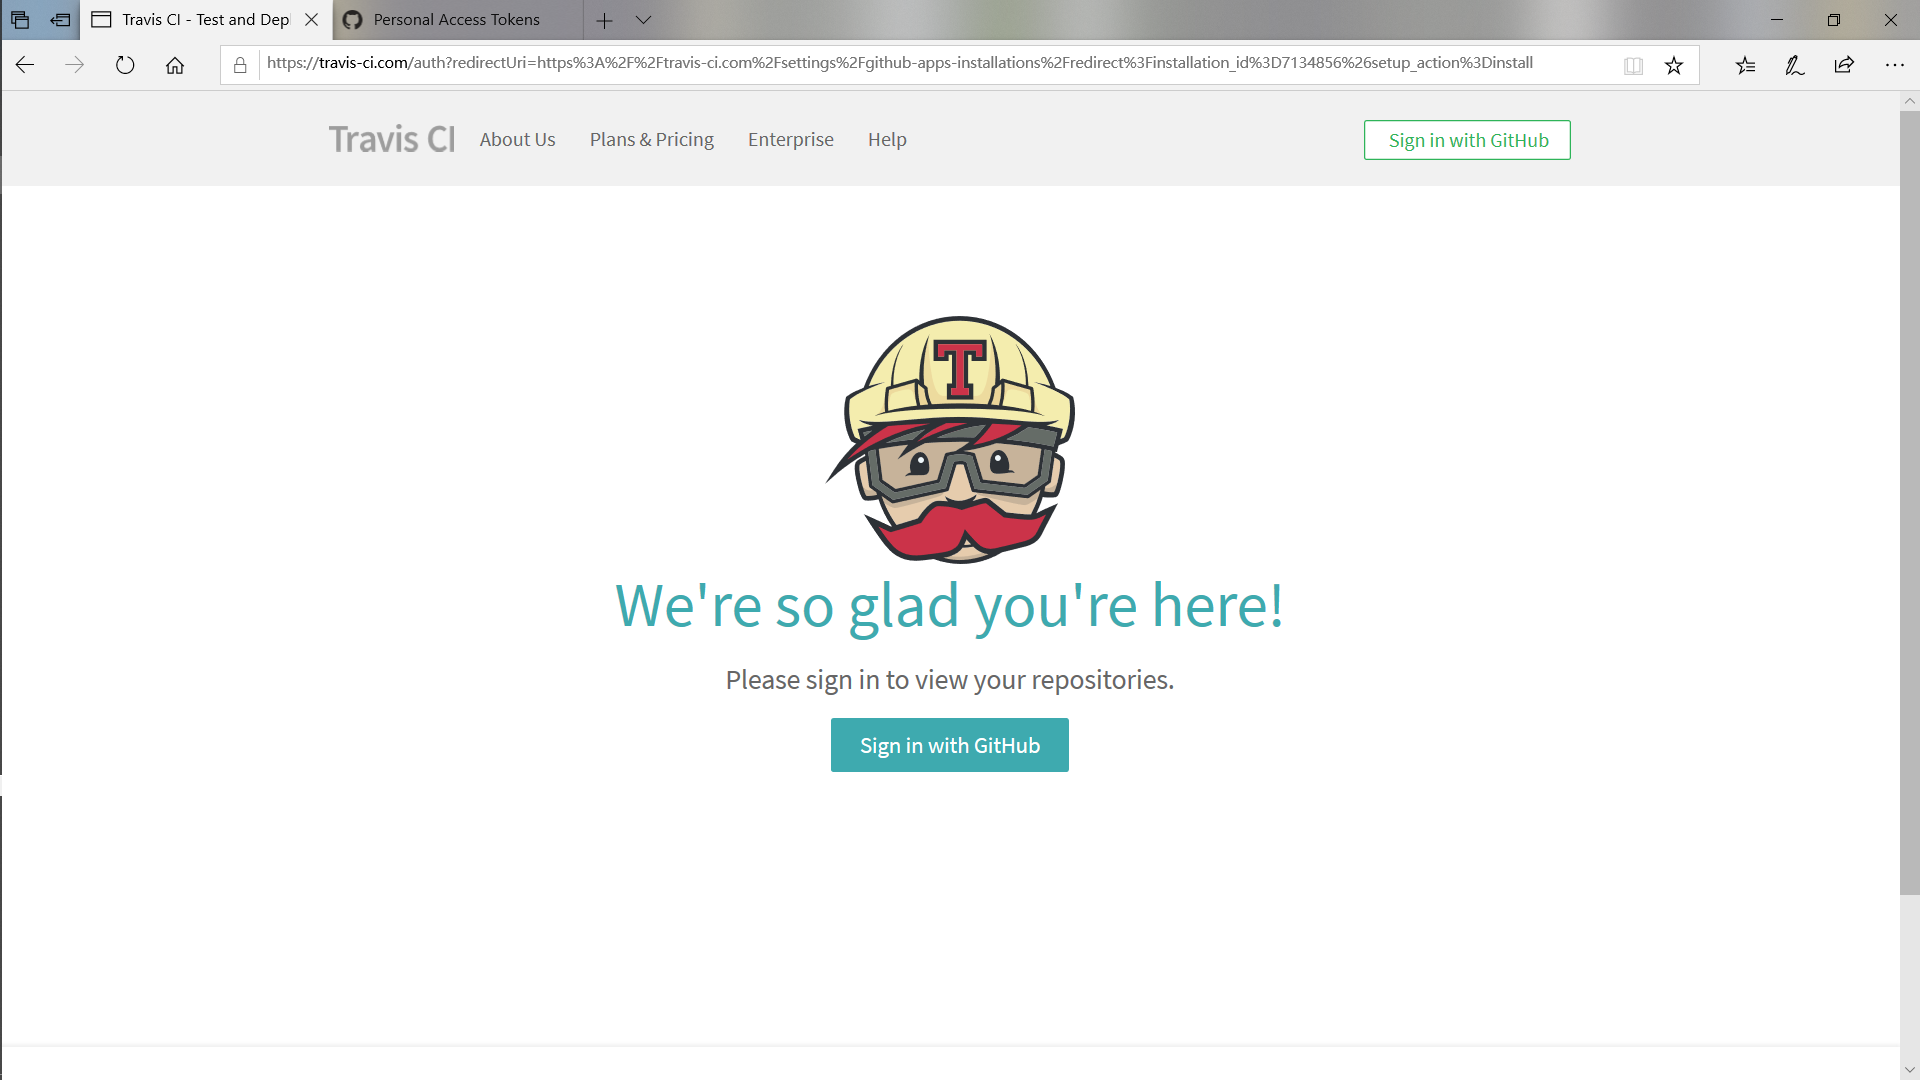 Travis CI - Test and Dep
Personal Access Tokens
https://travis-ci.com/auth?redirectUri=https%3A%2F%2Ftravis-ci.com%2Fsettings%2Fgithub-apps-installations%2Fredirect%3Finstallation_id%3D7134856%26setup_action%3Dinstall
Travis CI About Us Plans & Pricing Enterprise Help Sign in with GitHub
T
We're so glad you're here!
Please sign in to view your repositories.
Sign in with GitHub